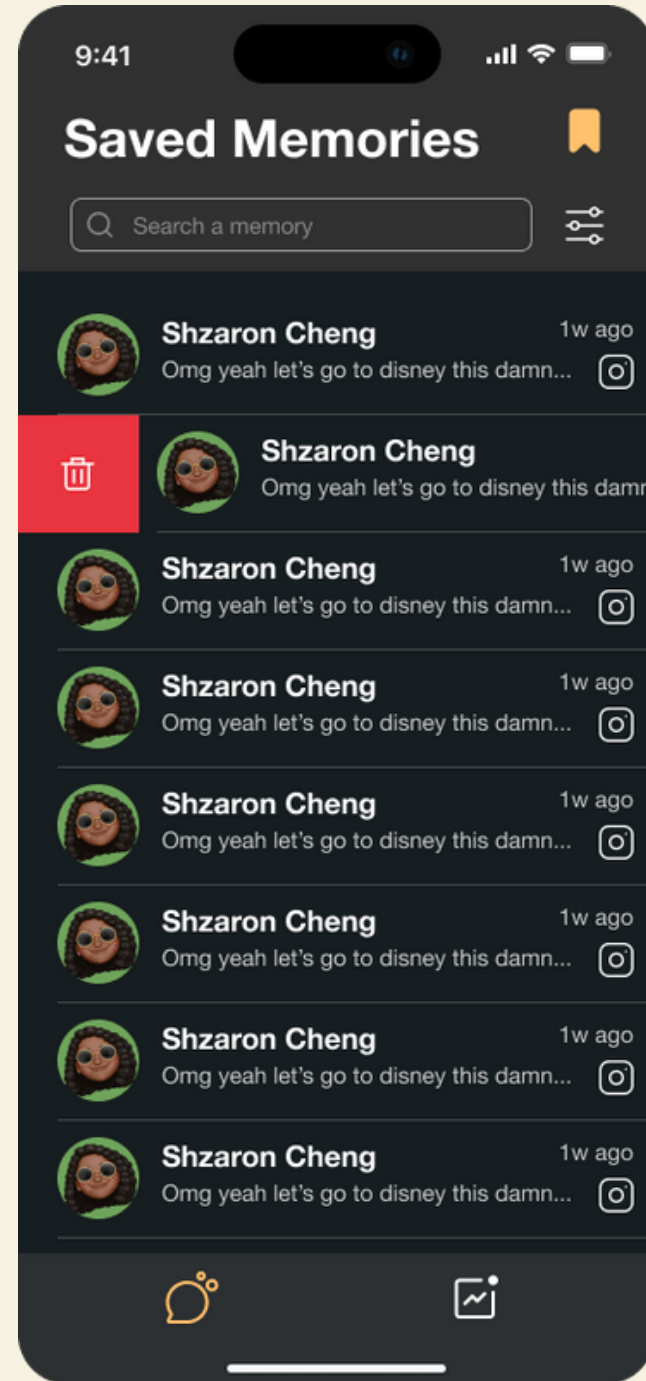 9:41
Saved Memories
Search a memory
Shzaron Cheng
1w ago
Omg yeah let's go to disney this damn...
Shzaron Cheng
Omg yeah let's go to disney this damn
Shzaron Cheng
1w ago
Omg yeah let's go to disney this damn...
Shzaron Cheng
1w ago
Omg yeah let's go to disney this damn...
Shzaron Cheng
1w ago
Omg yeah let's go to disney this damn...
Shzaron Cheng
1w ago
Omg yeah let's go to disney this damn...
Shzaron Cheng
1w ago
Omg yeah let's go to disney this damn...
Shzaron Cheng
1w ago
Omg yeah let's go to disney this damn...